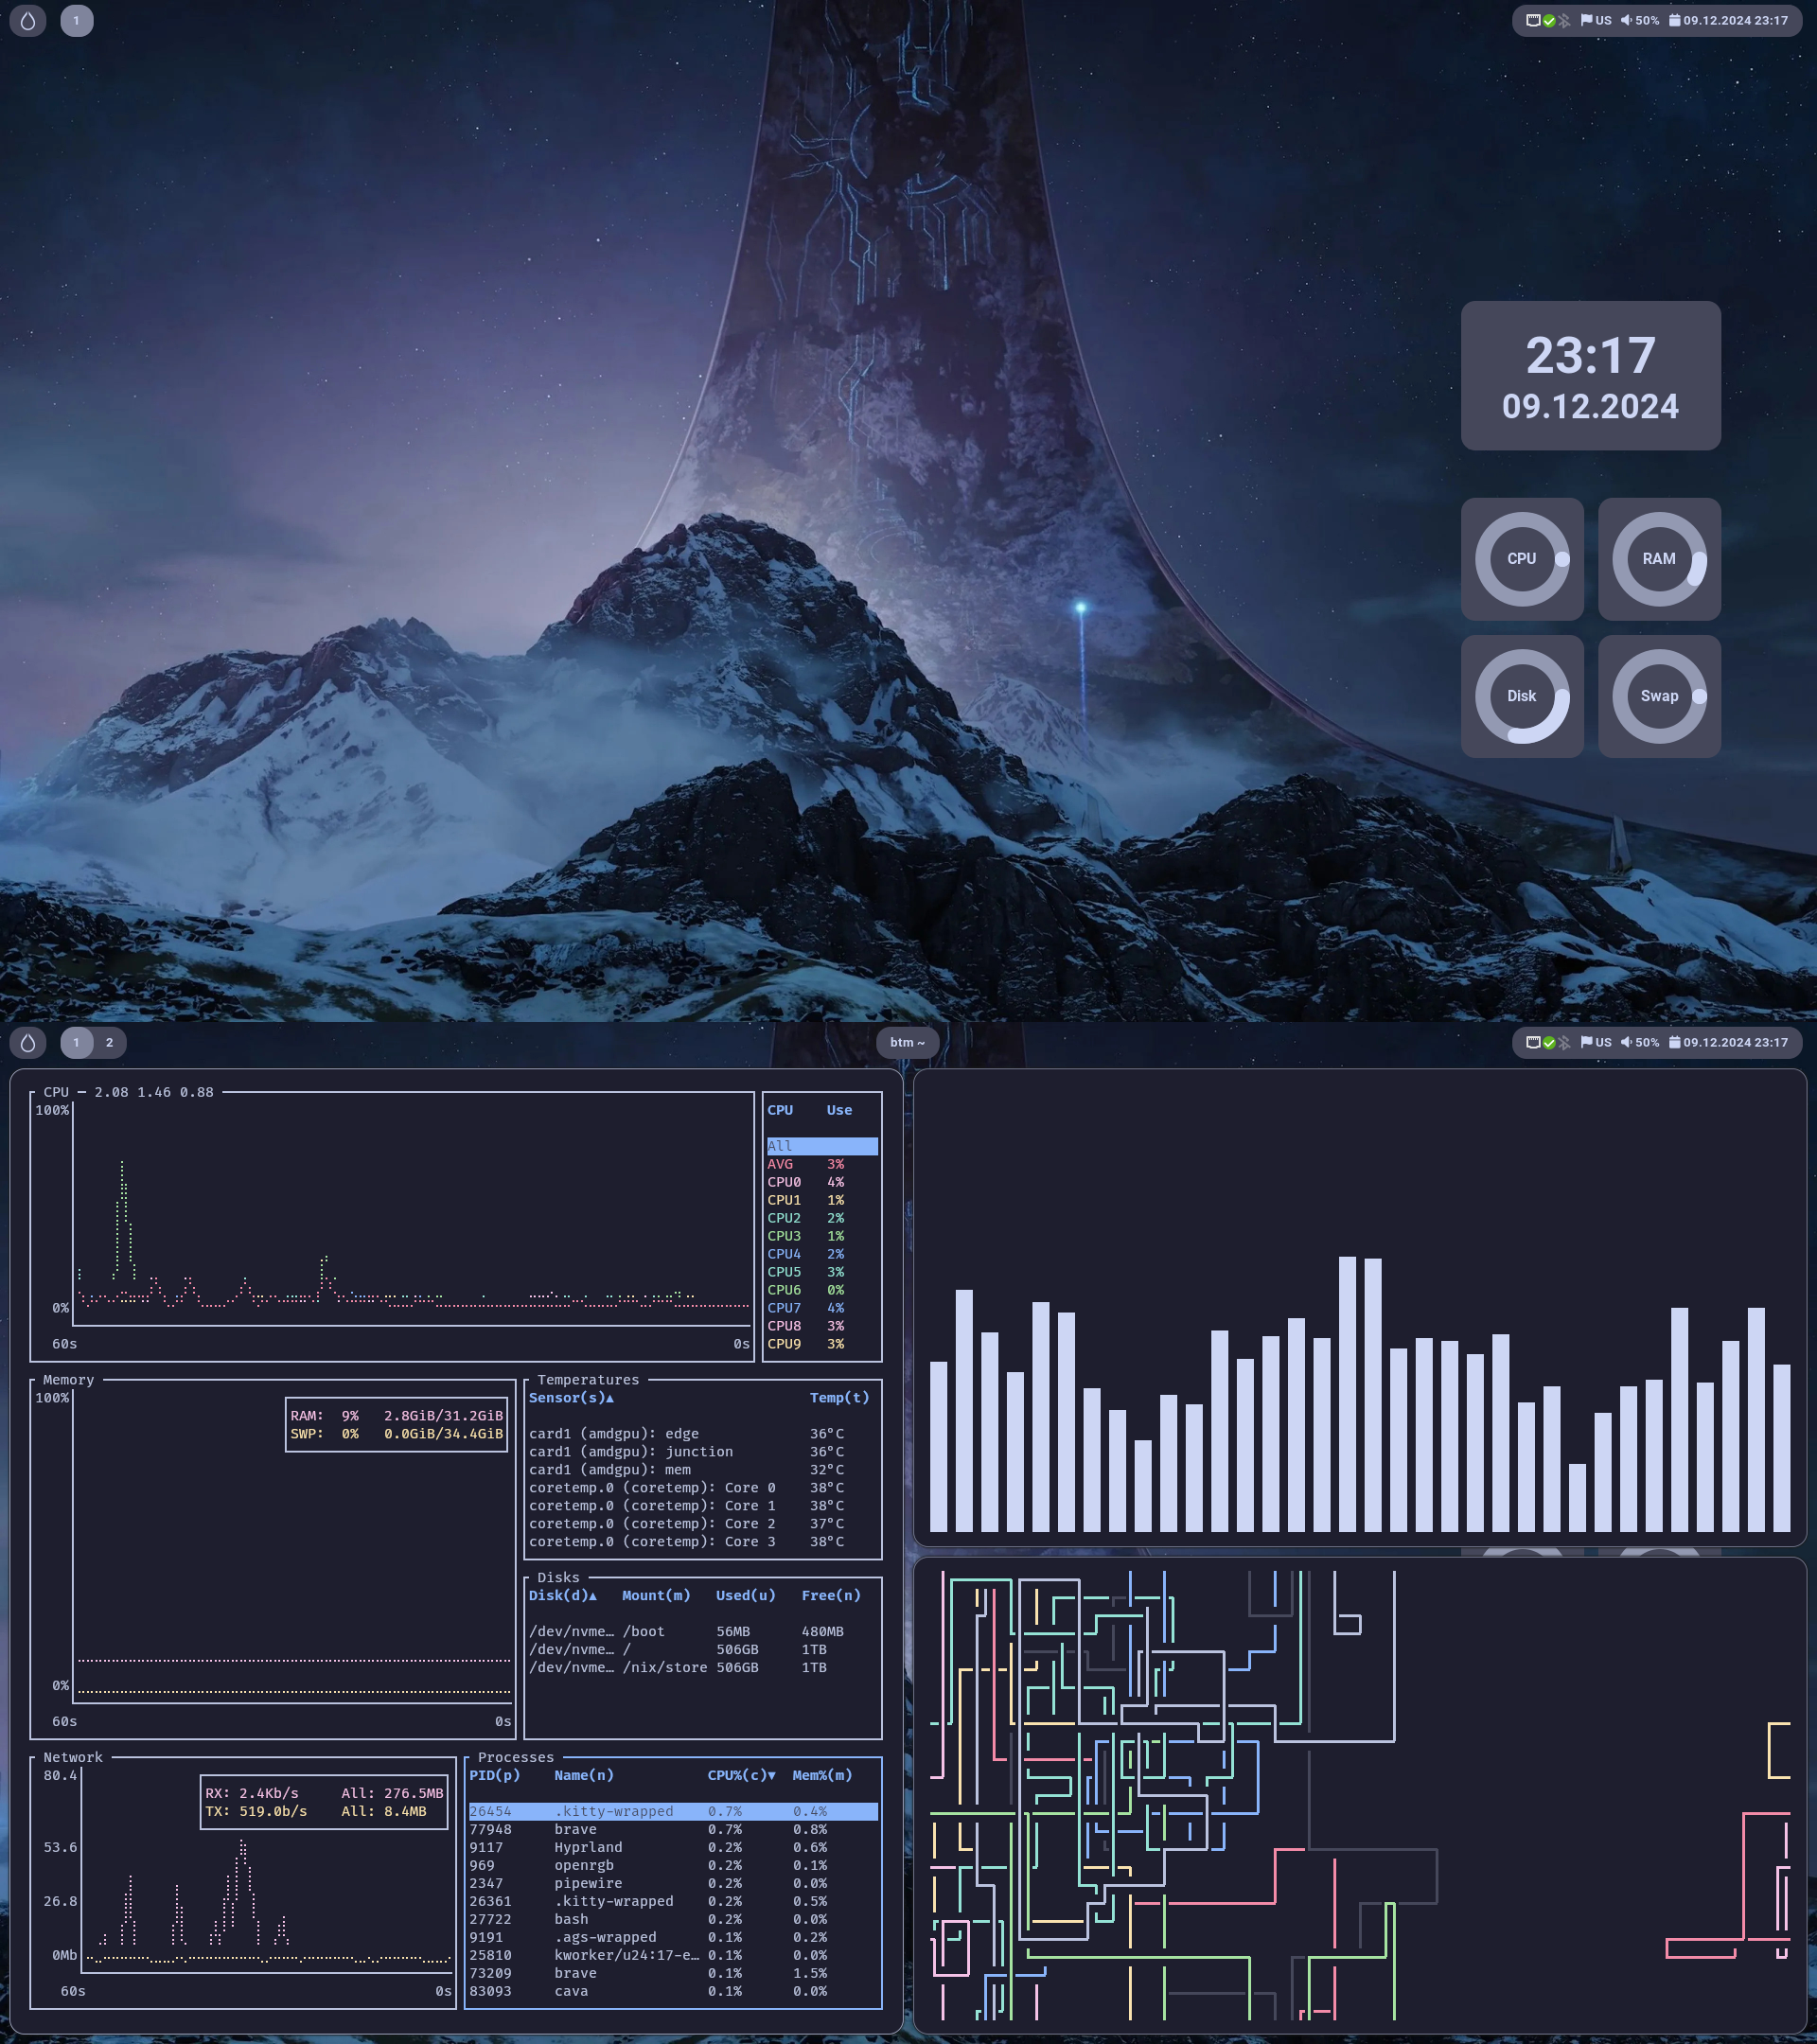 1
US 50% 09.12.2024 23:17
23:17
09.12.2024
CPU RAM
Disk Swap
1 2
btm ~
US 50% 09.12.2024 23:17
CPU — 2.08 1.46 0.88
100%
0%
60s 0s
CPU Use
All
AVG 3%
CPU0 4%
CPU1 1%
CPU2 2%
CPU3 1%
CPU4 2%
CPU5 3%
CPU6 0%
CPU7 4%
CPU8 3%
CPU9 3%
Memory
100%
RAM: 9% 2.8GiB/31.2GiB
SWP: 0% 0.0GiB/34.4GiB
0%
60s 0s
Temperatures
Sensor(s)▲ Temp(t)
card1 (amdgpu): edge 36°C
card1 (amdgpu): junction 36°C
card1 (amdgpu): mem 32°C
coretemp.0 (coretemp): Core 0 38°C
coretemp.0 (coretemp): Core 1 38°C
coretemp.0 (coretemp): Core 2 37°C
coretemp.0 (coretemp): Core 3 38°C
Disks
Disk(d)▲ Mount(m) Used(u) Free(n)
/dev/nvme… /boot 56MB 480MB
/dev/nvme… / 506GB 1TB
/dev/nvme… /nix/store 506GB 1TB
Network
80.4
RX: 2.4Kb/s All: 276.5MB
TX: 519.0b/s All: 8.4MB
53.6
26.8
0Mb
60s 0s
Processes
PID(p) Name(n) CPU%(c)▼ Mem%(m)
26454 .kitty-wrapped 0.7% 0.4%
77948 brave 0.7% 0.8%
9117 Hyprland 0.2% 0.6%
969 openrgb 0.2% 0.1%
2347 pipewire 0.2% 0.0%
26361 .kitty-wrapped 0.2% 0.5%
27722 bash 0.2% 0.0%
9191 .ags-wrapped 0.1% 0.2%
25810 kworker/u24:17-e… 0.1% 0.0%
73209 brave 0.1% 1.5%
83093 cava 0.1% 0.0%